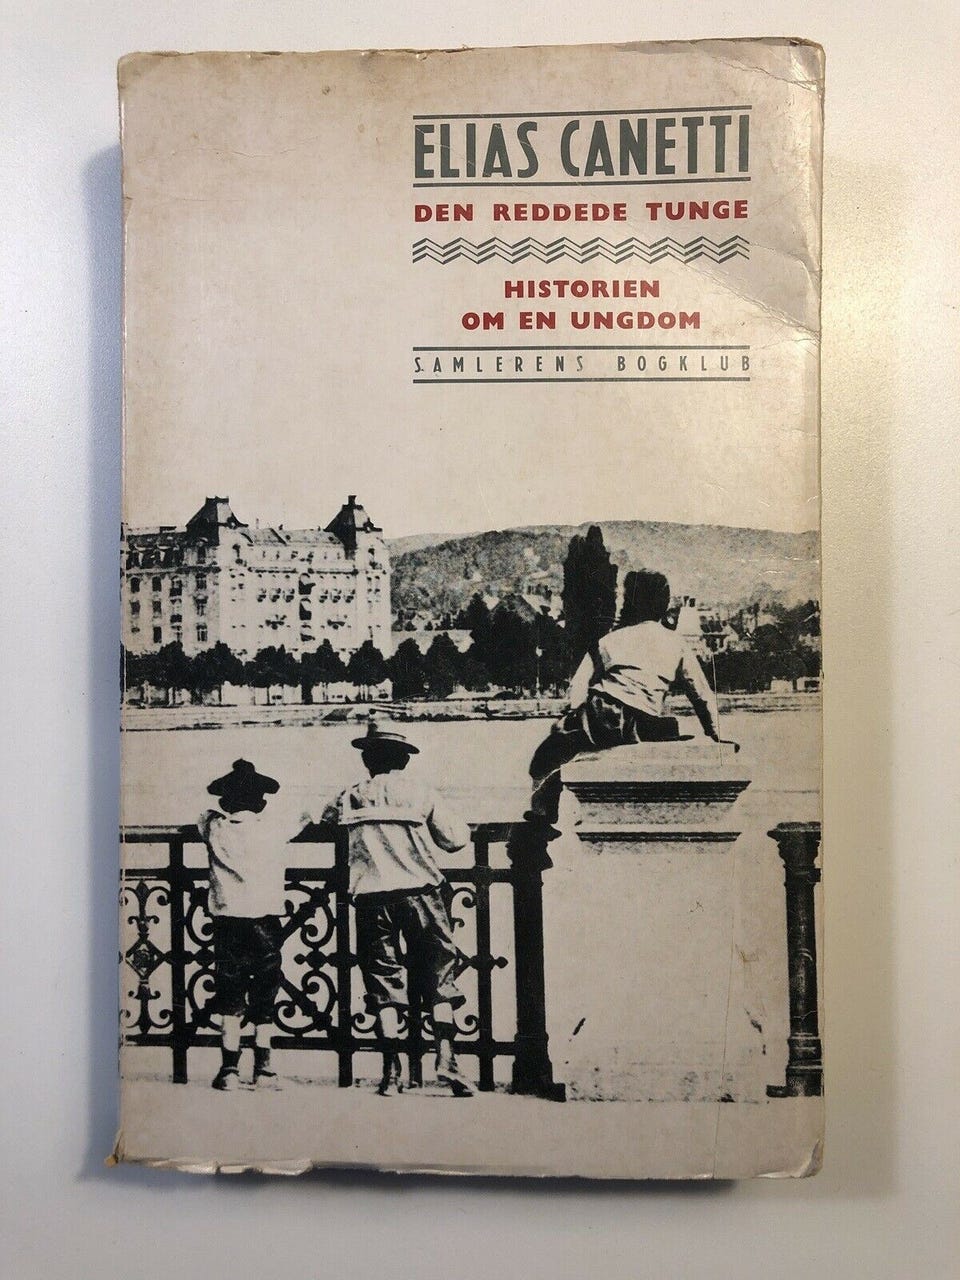 ELIAS CANETTI
DEN REDDEDE TUNGE
HISTORIEN
OM EN UNGDOM
SAMLERENS BOGKLUB